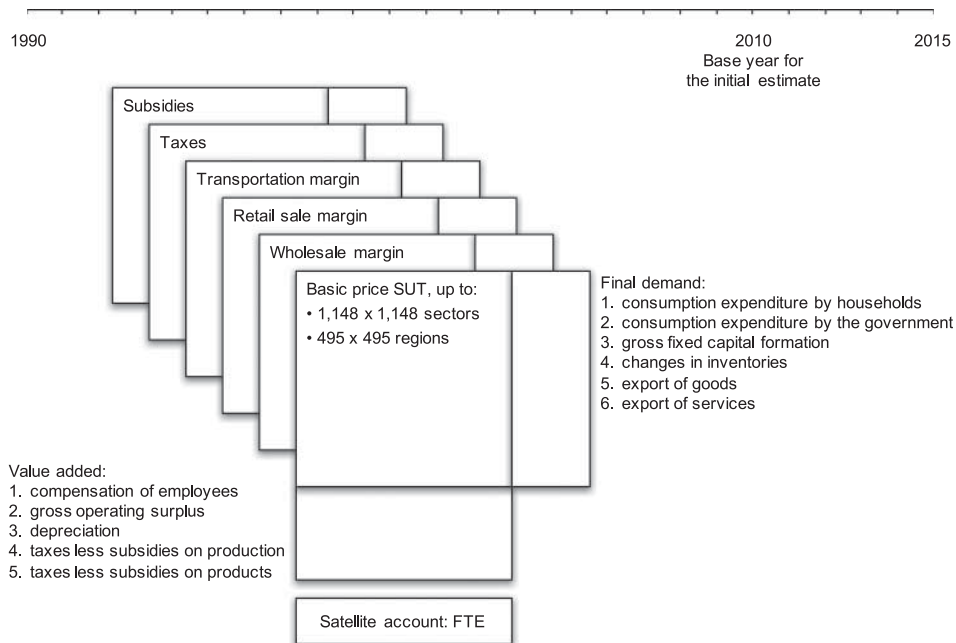 1990
2010
2015
Base year for
the initial estimate
Subsidies
Taxes
Transportation margin
Retail sale margin
Wholesale margin
Basic price SUT, up to:
• 1,148 x 1,148 sectors
• 495 x 495 regions
Final demand:
1. consumption expenditure by households
2. consumption expenditure by the government
3. gross fixed capital formation
4. changes in inventories
5. export of goods
6. export of services
Value added:
1. compensation of employees
2. gross operating surplus
3. depreciation
4. taxes less subsidies on production
5. taxes less subsidies on products
Satellite account: FTE